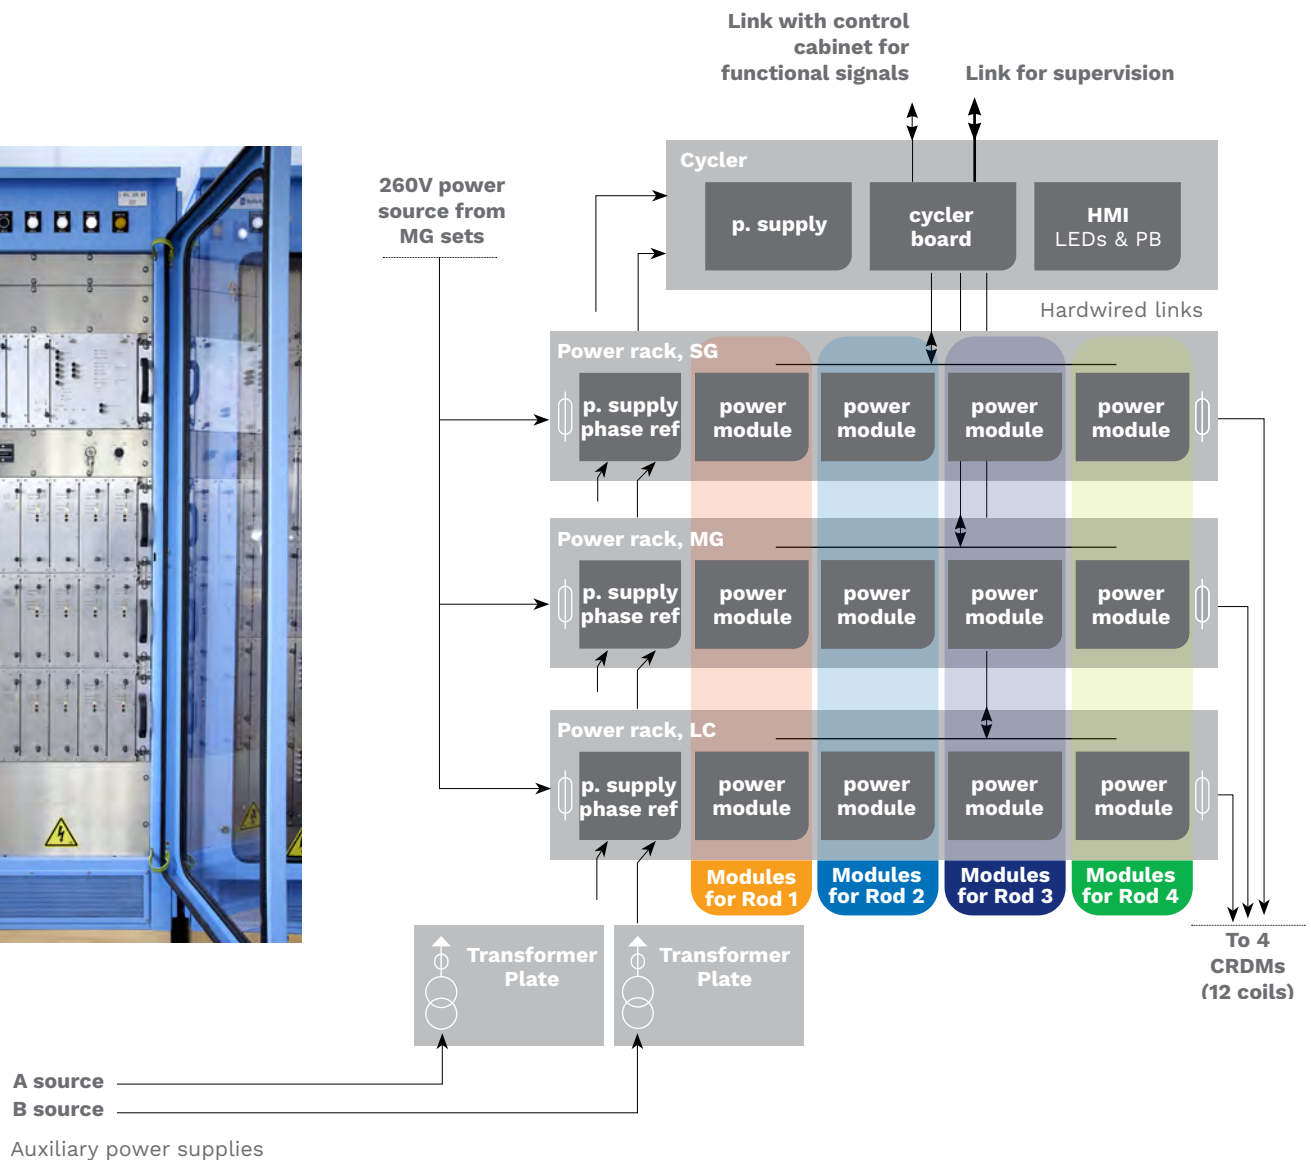 Link with control
cabinet for
functional signals
Link for supervision
260V power
source from
MG sets
Cycler
p. supply
cycler
board
HMI
LEDs & PB
Hardwired links
Power rack, SG
p. supply
phase ref
power
module
power
module
power
module
power
module
Power rack, MG
p. supply
phase ref
power
module
power
module
power
module
power
module
Power rack, LC
p. supply
phase ref
power
module
power
module
power
module
power
module
Modules
for Rod 1
Modules
for Rod 2
Modules
for Rod 3
Modules
for Rod 4
Transformer
Plate
Transformer
Plate
To 4
CRDMs
(12 coils)
A source
B source
Auxiliary power supplies